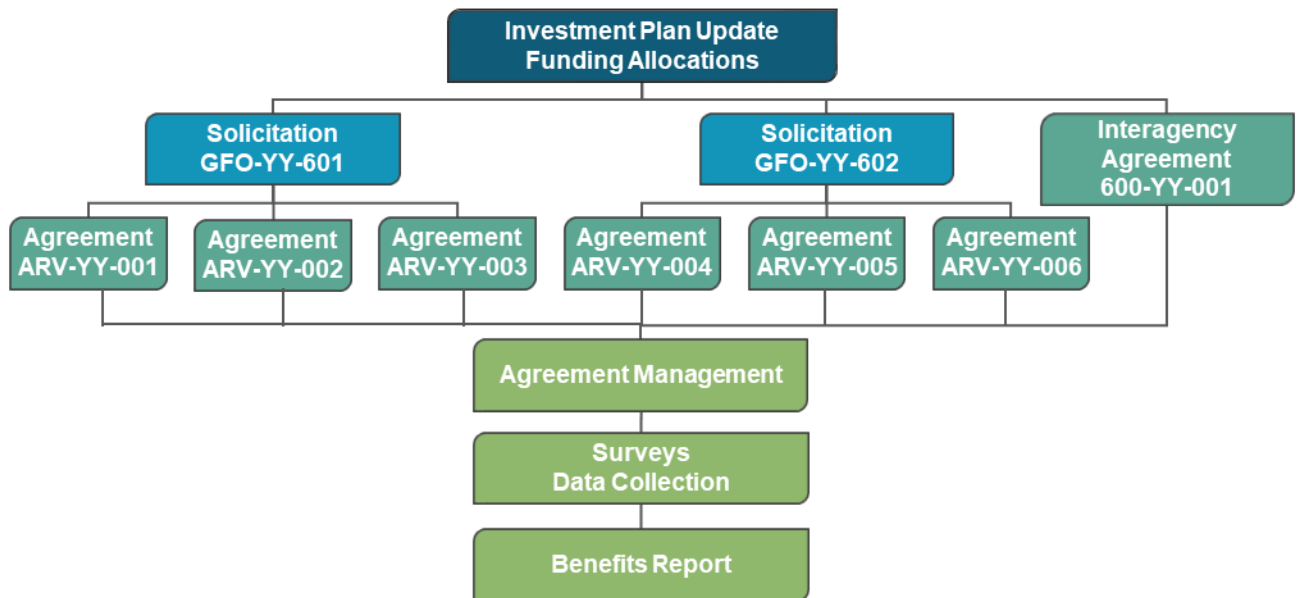 Investment Plan Update
Funding Allocations
Solicitation
GFO-YY-601
Solicitation
GFO-YY-602
Interagency
Agreement
600-YY-001
Agreement
ARV-YY-001
Agreement
ARV-YY-002
Agreement
ARV-YY-003
Agreement
ARV-YY-004
Agreement
ARV-YY-005
Agreement
ARV-YY-006
Agreement Management
Surveys
Data Collection
Benefits Report